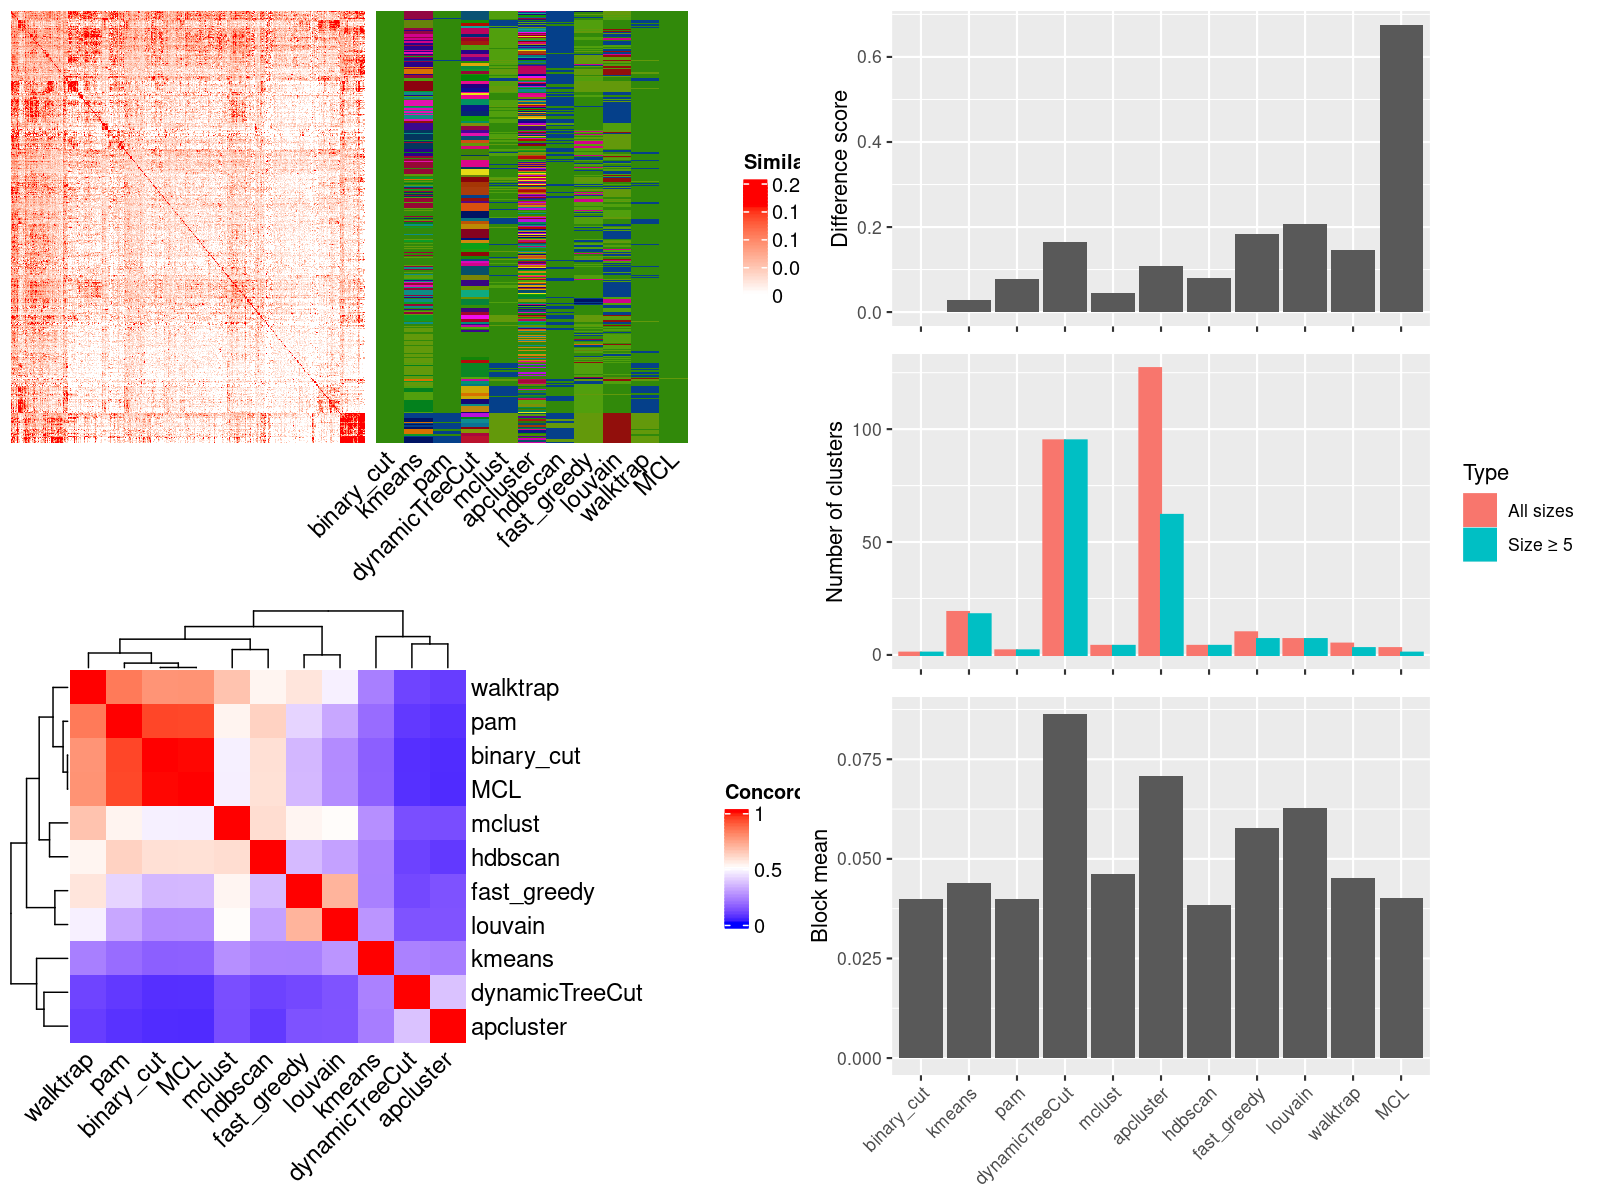 Simila
0.2
0.1
0.1
0.0
0
binary_cut
kmeans
pam
dynamicTreeCut
mclust
apcluster
hdbscan
fast_greedy
louvain
walktrap
MCL
walktrap
pam
binary_cut
MCL
mclust
hdbscan
fast_greedy
louvain
kmeans
dynamicTreeCut
apcluster
walktrap
pam
binary_cut
MCL
mclust
hdbscan
fast_greedy
louvain
kmeans
dynamicTreeCut
apcluster
Concord
1
0.5
0
Difference score
0.6
0.4
0.2
0.0
Number of clusters
100
50
0
Type
All sizes
Size ≥ 5
Block mean
0.075
0.050
0.025
0.000
binary_cut
kmeans
pam
dynamicTreeCut
mclust
apcluster
hdbscan
fast_greedy
louvain
walktrap
MCL